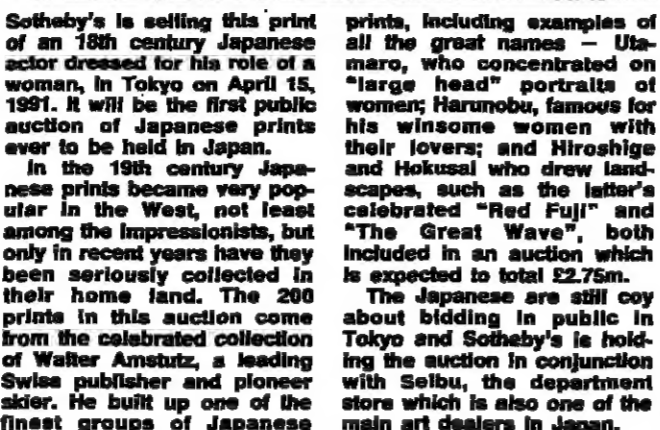 Sotheby's is selling this print
of an 18th century Japanese
actor dressed for his role of a
woman, in Tokyo on April 15,
1991. It will be the first public
auction of Japanese prints
ever to be held in Japan.
In the 19th century Japa-
nese prints became very pop-
ular in the West, not least
among the Impressionists, but
only in recent years have they
been seriously collected in
their home land. The 200
prints in this auction come
from the celebrated collection
of Walter Amstutz, a leading
Swiss publisher and pioneer
skier. He built up one of the
finest groups of Japanese
prints, including examples of
all the great names — Uta-
maro, who concentrated on
"large head" portraits of
women; Harunobu, famous for
his winsome women with
their lovers; and Hiroshige
and Hokusai who drew land-
scapes, such as the latter's
celebrated "Red Fuji" and
"The Great Wave", both
included in an auction which
is expected to total £2.75m.
The Japanese are still coy
about bidding in public in
Tokyo and Sotheby's is hold-
ing the auction in conjunction
with Seibu, the department
store which is also one of the
main art dealers in Japan.